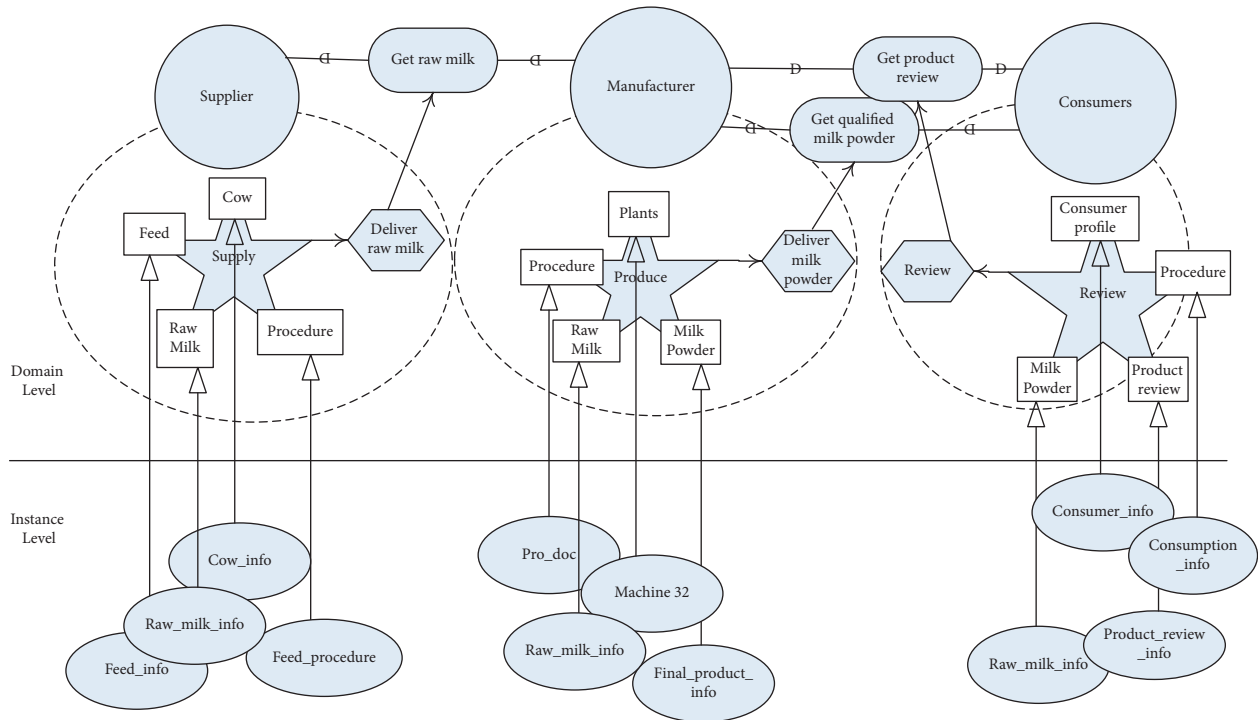 Supplier
D
Get raw milk
D
Manufacturer
D
Get product
review
D
Consumers
D
Get qualified
milk powder
D
Cow
Feed
Supply
Deliver
raw milk
Raw
Milk
Procedure
Plants
Procedure
Produce
Deliver
milk
powder
Raw
Milk
Milk
Powder
Consumer
profile
Review
Review
Procedure
Milk
Powder
Product
review
Domain
Level
Instance
Level
Cow_info
Raw_milk_info
Feed_info
Feed_procedure
Pro_doc
Machine 32
Raw_milk_info
Final_product_
info
Consumer_info
Consumption
_info
Raw_milk_info
Product_review
_info